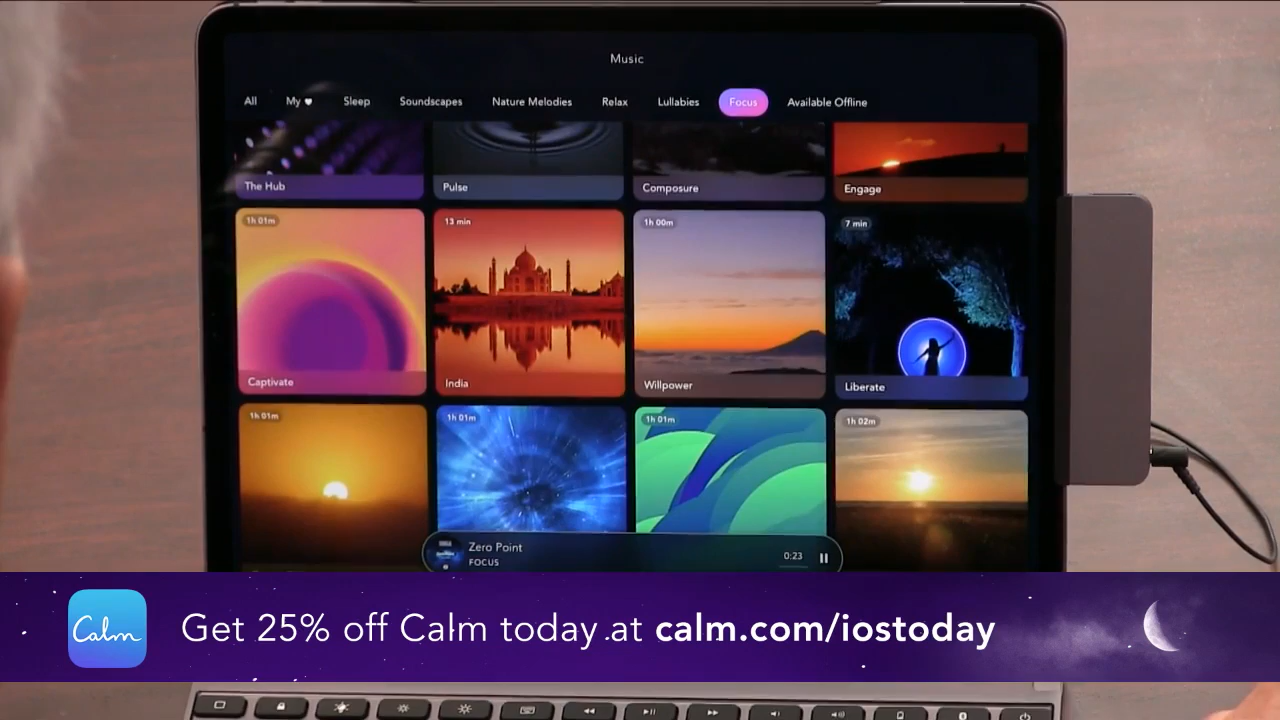 Music
All My Sleep Soundscapes Nature Melodies Relax Lullabies Focus Available Offline
The Hub
Pulse
Composure
Engage
1h 01m
13 min
1h 00m
7 min
Captivate
India
Willpower
Liberate
1h 01m
1h 01m
1h 01m
1h 02m
Zero Point
FOCUS
0:23
Calm
Get 25% off Calm today at calm.com/iostoday